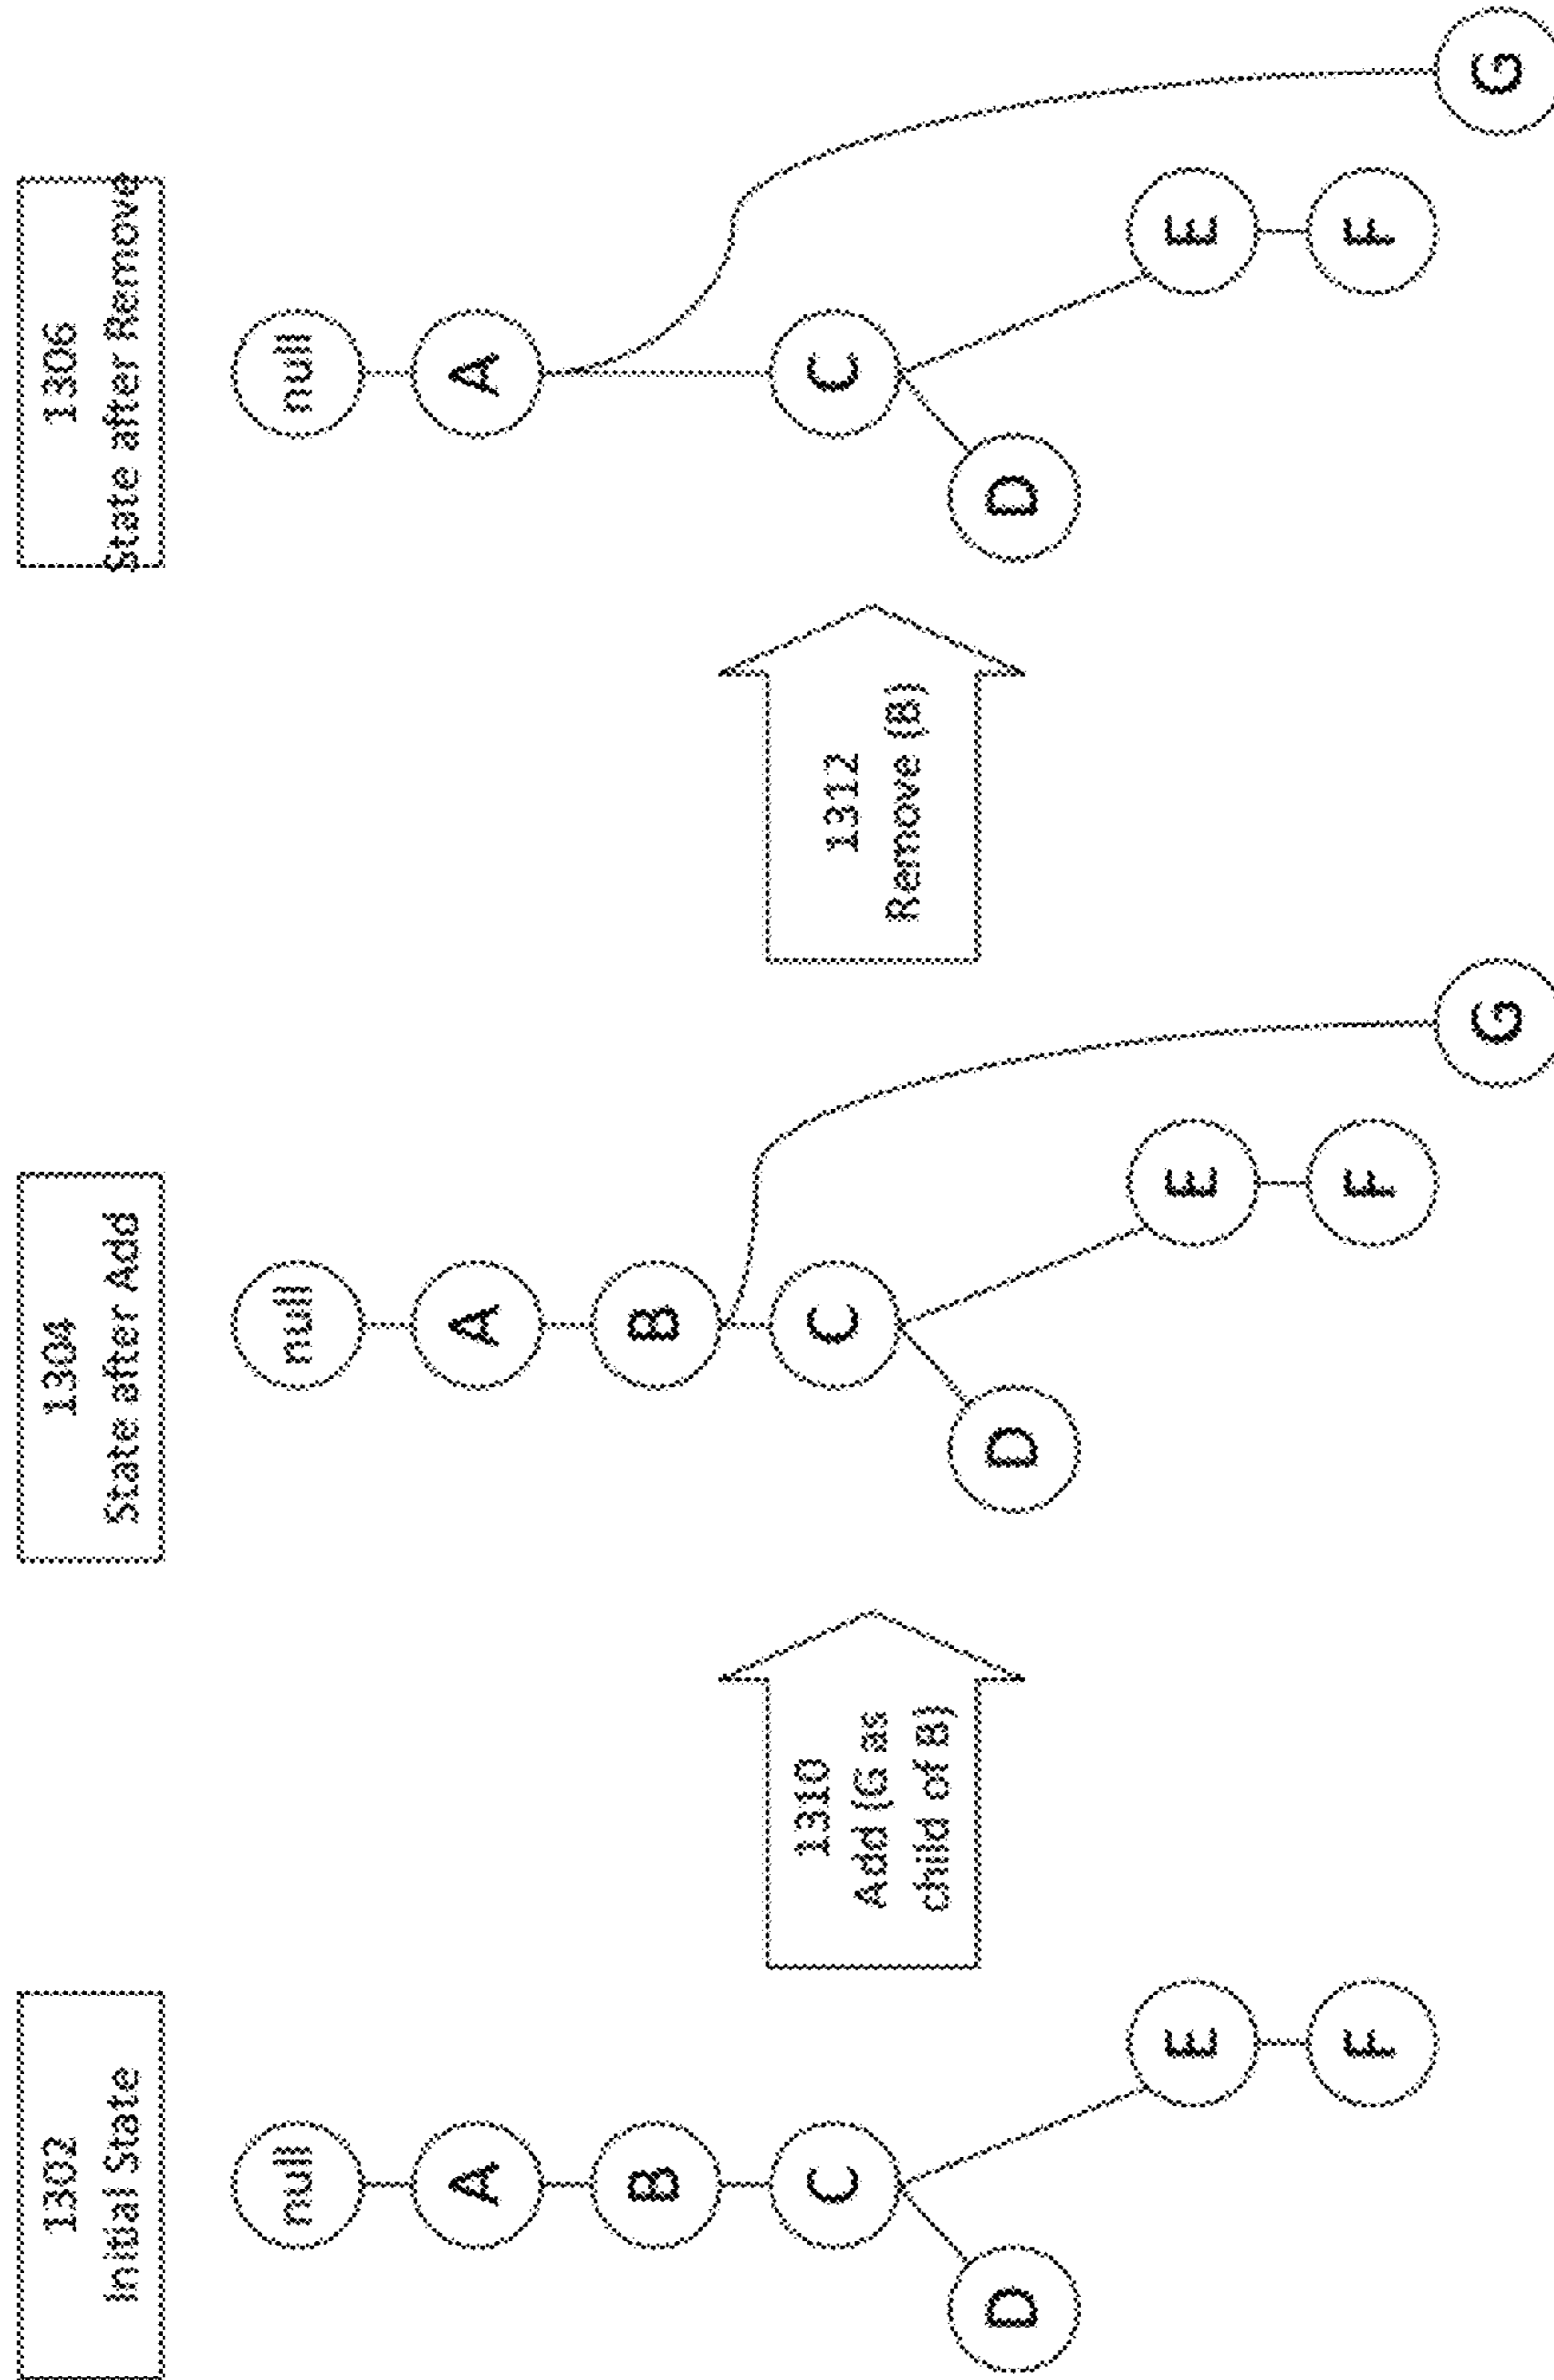 1302
Initial State
null
A
B
C
D
E
F
1310
Add (G as
child of B)
1304
State after Add
null
A
B
C
D
E
F
G
1312
Remove (B)
1306
State after Remove
null
A
C
D
E
F
G